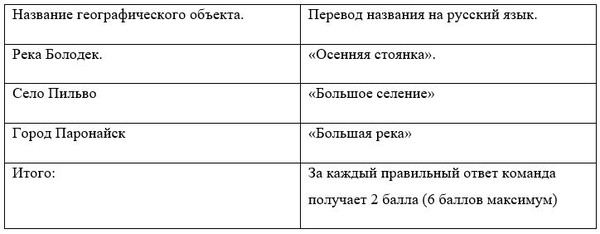 Название географического объекта. Перевод названия на русский язык.
Река Болодек. «Осенняя стоянка».
Село Пильво «Большое селение»
Город Паронайск «Большая река»
Итого: За каждый правильный ответ команда
получает 2 балла (6 баллов максимум)